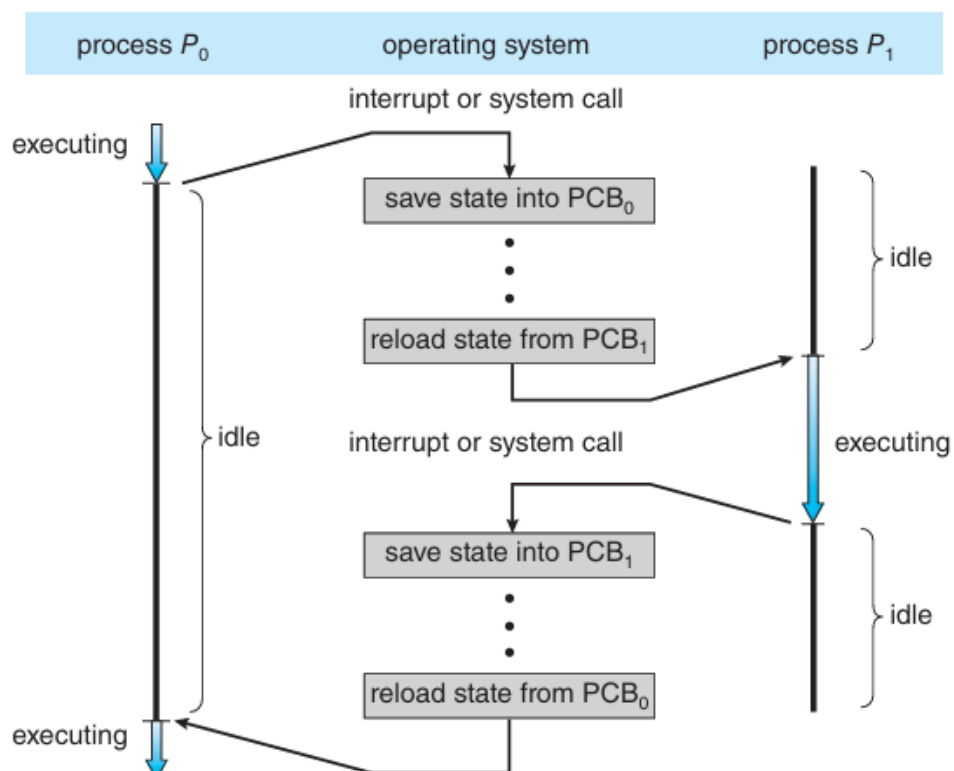 process P₀ operating system process P₁
interrupt or system call
executing
save state into PCB₀
idle
reload state from PCB₁
idle
interrupt or system call
executing
save state into PCB₁
idle
reload state from PCB₀
executing